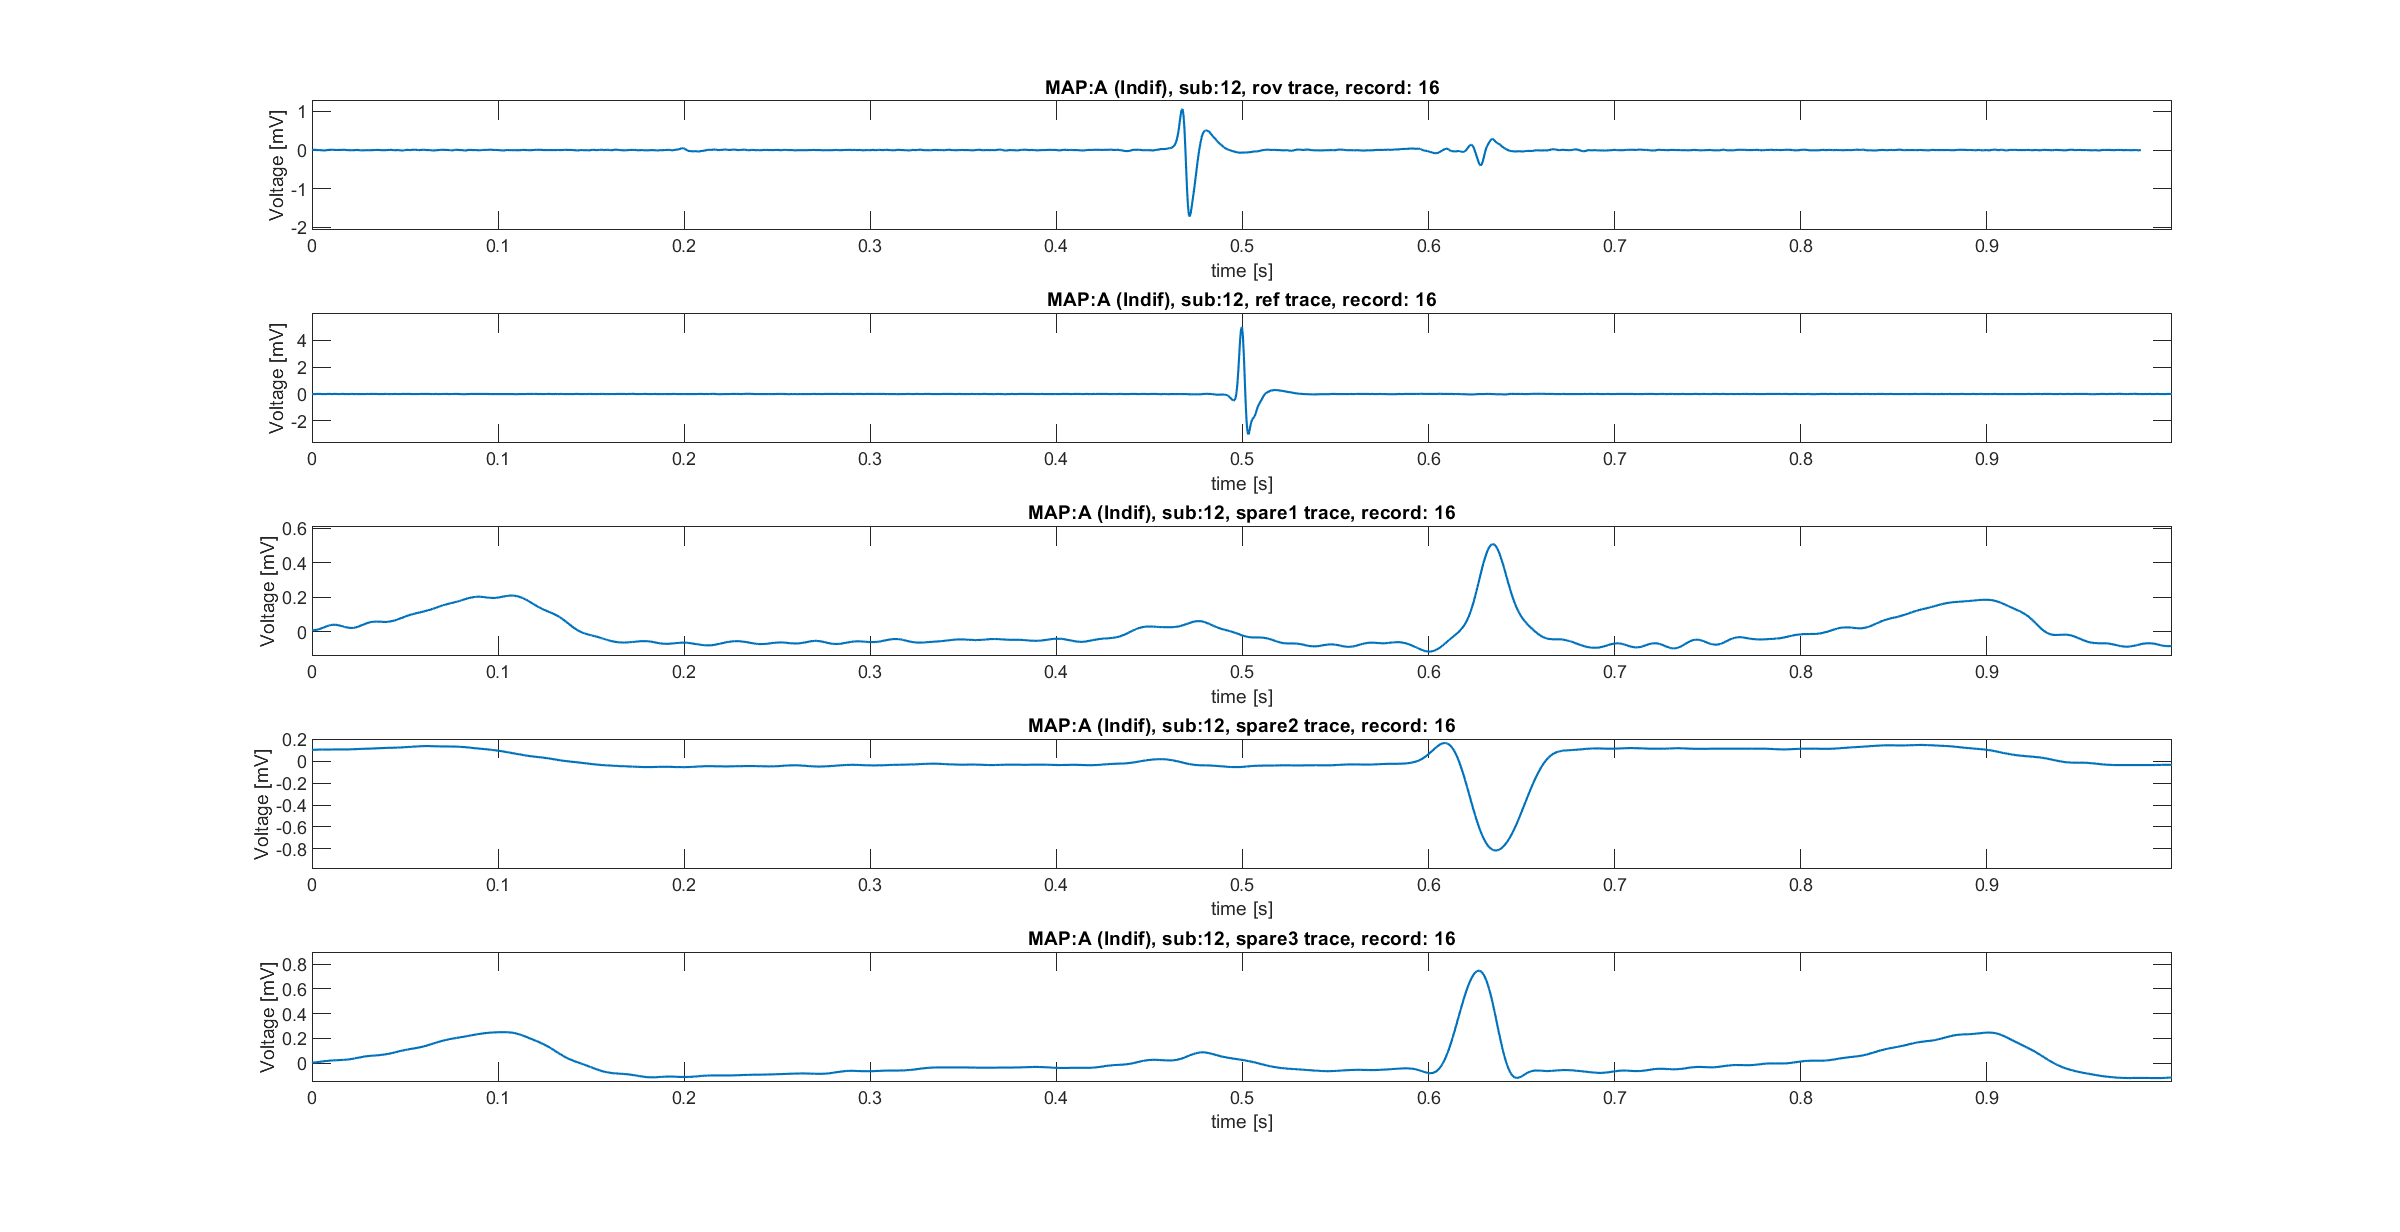 MAP:A (Indif), sub:12, rov trace, record: 16
Voltage [mV]
1
0
-1
-2
0 0.1 0.2 0.3 0.4 0.5 0.6 0.7 0.8 0.9
time [s]
MAP:A (Indif), sub:12, ref trace, record: 16
Voltage [mV]
4
2
0
-2
0 0.1 0.2 0.3 0.4 0.5 0.6 0.7 0.8 0.9
time [s]
MAP:A (Indif), sub:12, spare1 trace, record: 16
Voltage [mV]
0.6
0.4
0.2
0
0 0.1 0.2 0.3 0.4 0.5 0.6 0.7 0.8 0.9
time [s]
MAP:A (Indif), sub:12, spare2 trace, record: 16
Voltage [mV]
0.2
0
-0.2
-0.4
-0.6
-0.8
0 0.1 0.2 0.3 0.4 0.5 0.6 0.7 0.8 0.9
time [s]
MAP:A (Indif), sub:12, spare3 trace, record: 16
Voltage [mV]
0.8
0.6
0.4
0.2
0
0 0.1 0.2 0.3 0.4 0.5 0.6 0.7 0.8 0.9
time [s]